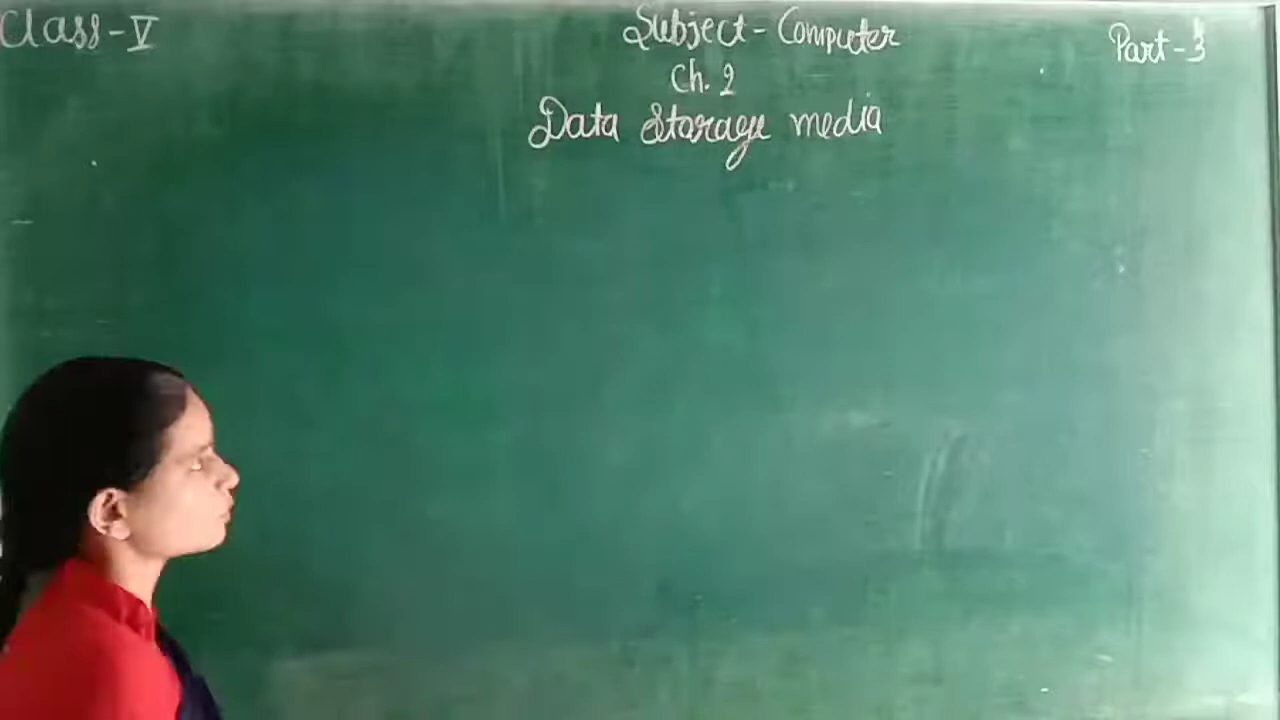 Class-V
Subject - Computer
Part-3
Ch. 2
Data Storage media